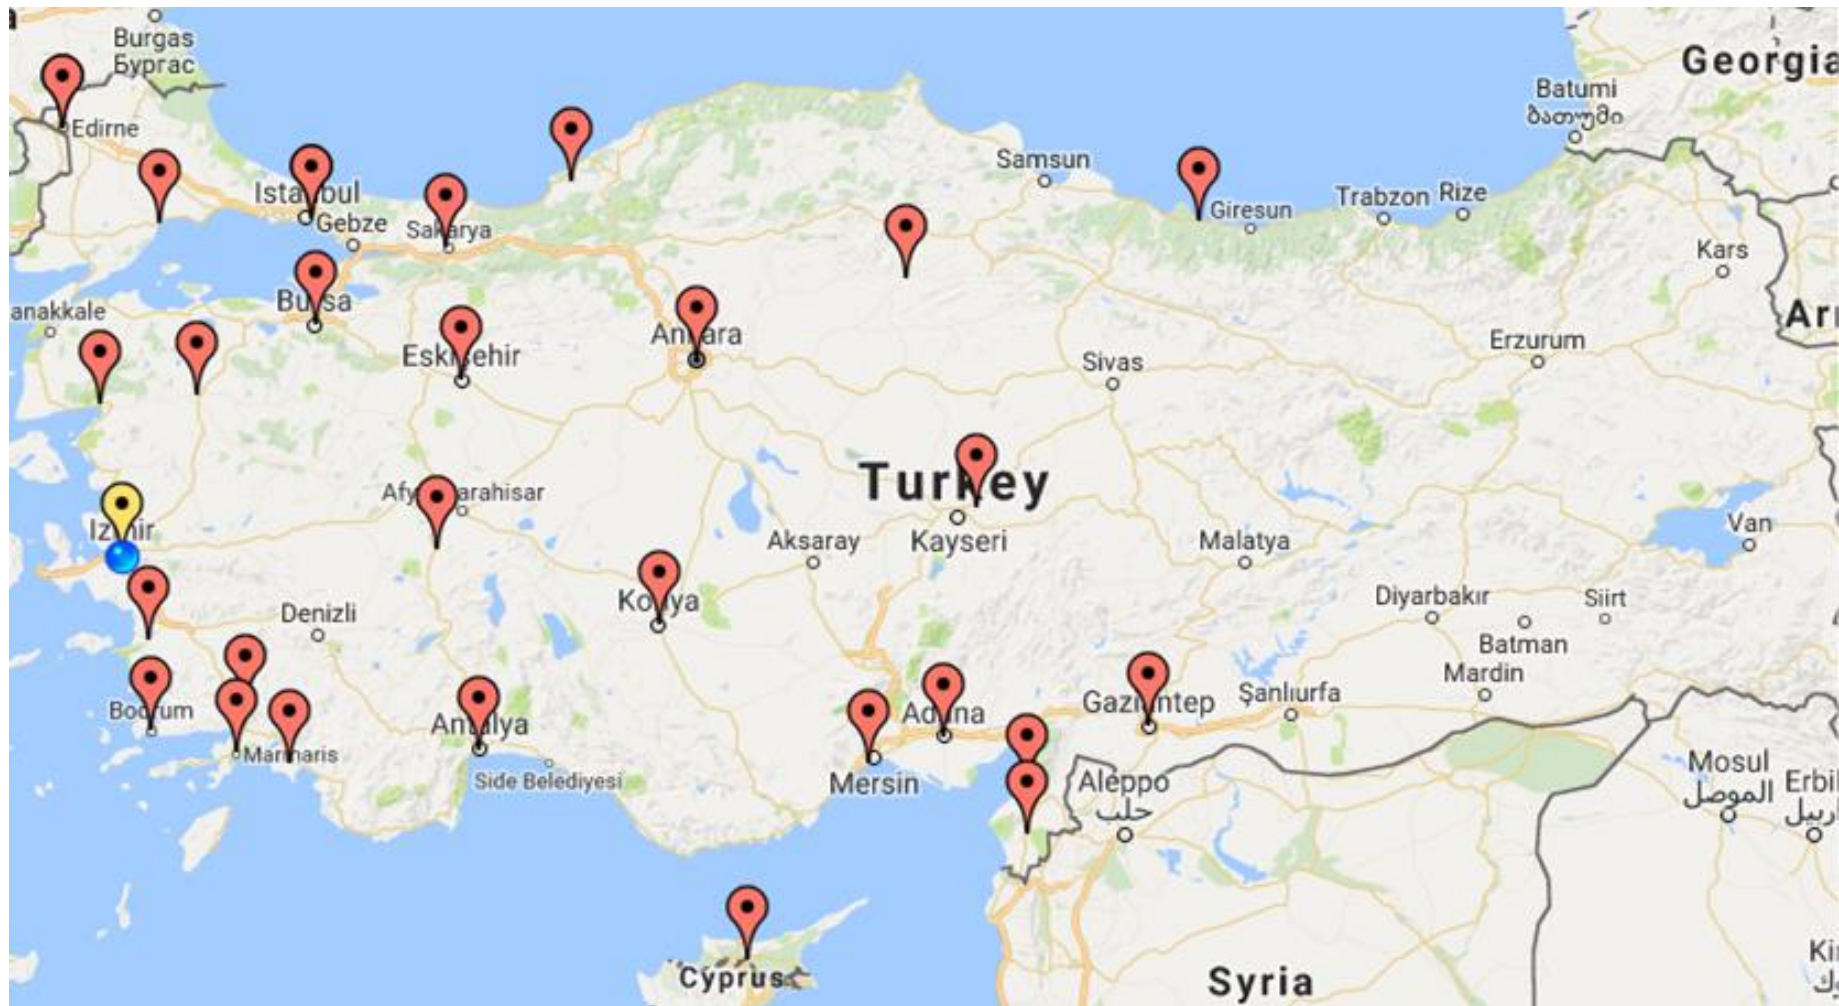 Burgas
Бургас
Georgia
Batumi
ბათუმი
Edirne
Samsun
Istanbul
Trabzon
Rize
Giresun
Gebze
Sakarya
Kars
Bursa
anakkale
Ankara
Eskişehir
Erzurum
Sivas
Turkey
Afyonkarahisar
Izmir
Van
Aksaray
Kayseri
Malatya
Diyarbakır
Siirt
Konya
Denizli
Batman
Mardin
Bodrum
Antalya
Adana
Gaziantep
Şanlıurfa
Marmaris
Side Belediyesi
Mersin
Aleppo
حلب
Mosul
الموصل
Erbil
اربيل
Cyprus
Syria